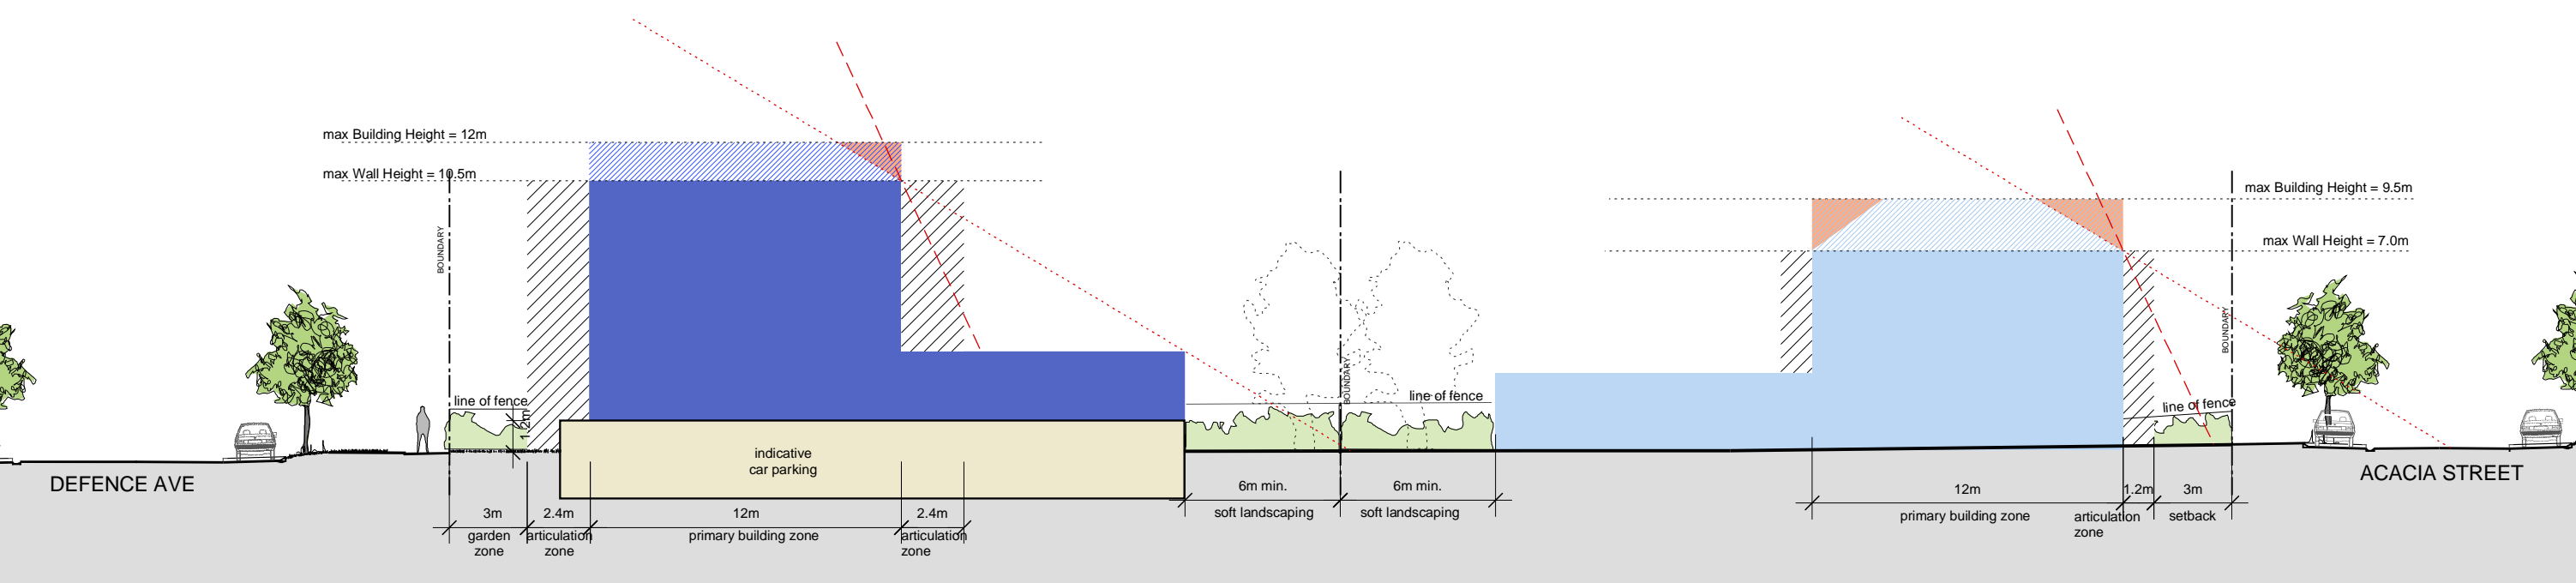 max Building Height = 12m
max Wall Height = 10.5m
BOUNDARY
line of fence
1.2m
DEFENCE AVE
indicative
car parking
3m
garden
zone
2.4m
articulation
zone
12m
primary building zone
2.4m
articulation
zone
BOUNDARY
line of fence
6m min.
soft landscaping
6m min.
soft landscaping
max Building Height = 9.5m
max Wall Height = 7.0m
BOUNDARY
line of fence
12m
primary building zone
1.2m
articulation
zone
3m
setback
ACACIA STREET